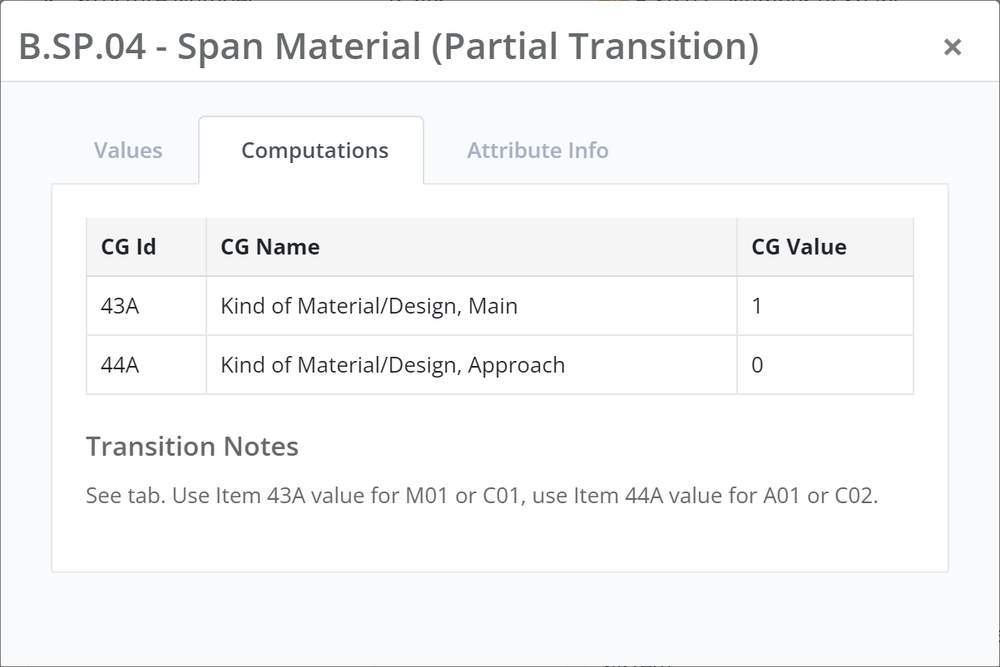 B.SP.04 - Span Material (Partial Transition) ×
Values Computations Attribute Info
CG Id CG Name CG Value
43A Kind of Material/Design, Main 1
44A Kind of Material/Design, Approach 0
Transition Notes
See tab. Use Item 43A value for M01 or C01, use Item 44A value for A01 or C02.